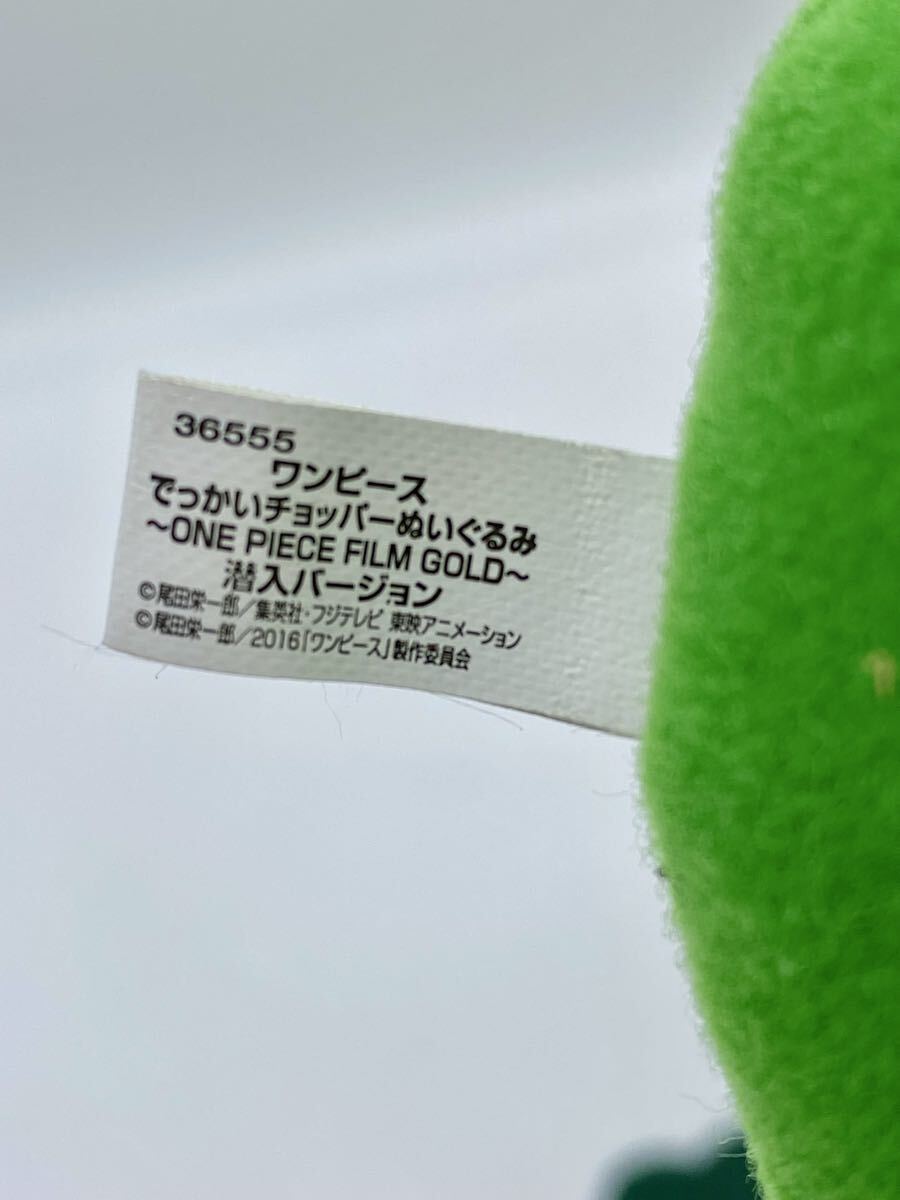 36555
ワンピース
でっかいチョッパーぬいぐるみ
～ONE PIECE FILM GOLD～
潜入バージョン
©尾田栄一郎／集英社・フジテレビ 東映アニメーション
©尾田栄一郎／2016「ワンピース」製作委員会